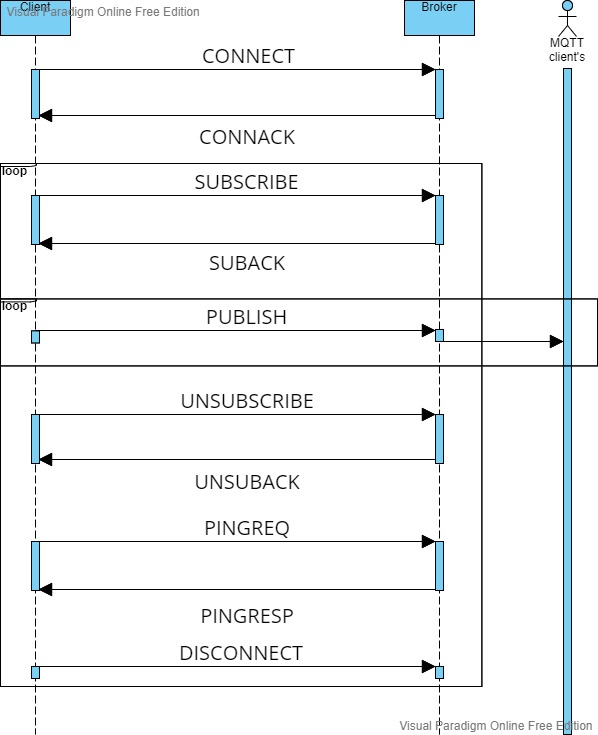 Client
Visual Paradigm Online Free Edition
Broker
MQTT
client's
CONNECT
CONNACK
loop
SUBSCRIBE
SUBACK
loop
PUBLISH
UNSUBSCRIBE
UNSUBACK
PINGREQ
PINGRESP
DISCONNECT
Visual Paradigm Online Free Edition